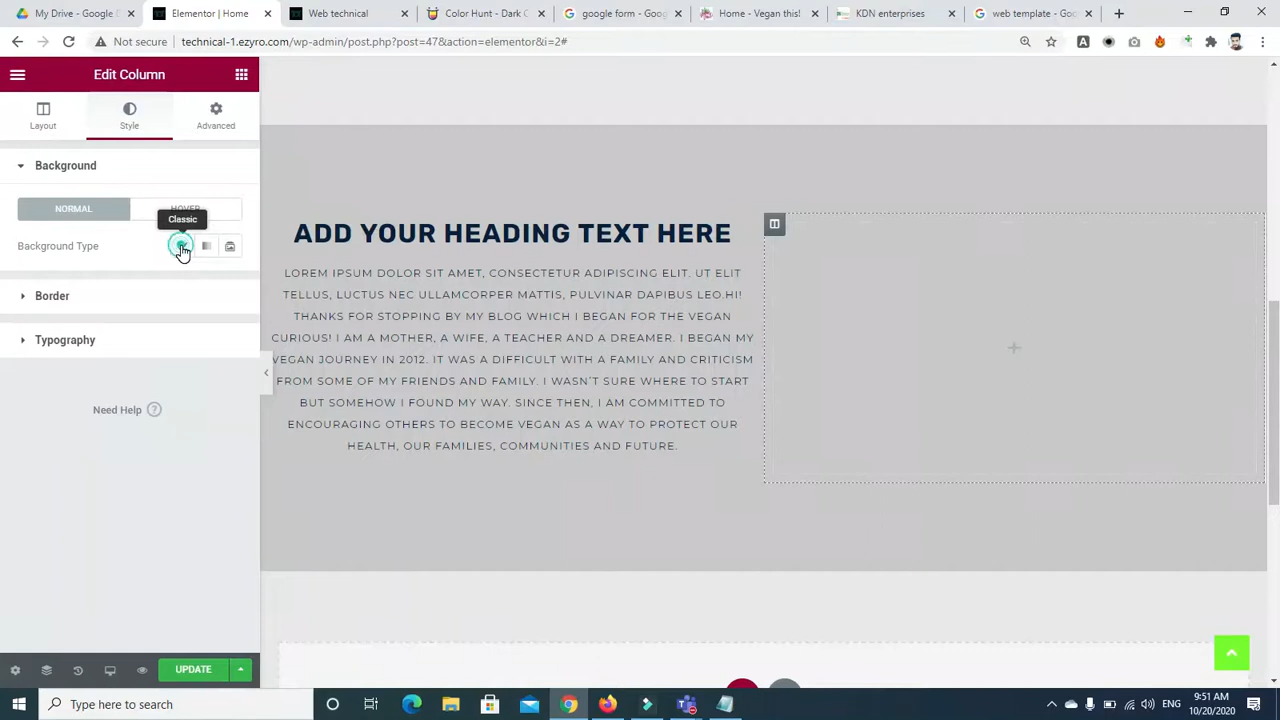 My Drive - Google D
Elementor | Home
Web technical
Color Hunt - Dark C
google form - Goog
Home - Vegan this!
KDN enterprises
web template - Goo
Not secure | technical-1.ezyro.com/wp-admin/post.php?post=47&action=elementor&i=2#
Edit Column
Layout
Style
Advanced
Background
NORMAL
HOVER
Classic
Background Type
Border
Typography
Need Help
UPDATE
ADD YOUR HEADING TEXT HERE
LOREM IPSUM DOLOR SIT AMET, CONSECTETUR ADIPISCING ELIT. UT ELIT
TELLUS, LUCTUS NEC ULLAMCORPER MATTIS, PULVINAR DAPIBUS LEO.HI!
THANKS FOR STOPPING BY MY BLOG WHICH I BEGAN FOR THE VEGAN
CURIOUS! I AM A MOTHER, A WIFE, A TEACHER AND A DREAMER. I BEGAN MY
VEGAN JOURNEY IN 2012. IT WAS A DIFFICULT WITH A FAMILY AND CRITICISM
FROM SOME OF MY FRIENDS AND FAMILY. I WASN'T SURE WHERE TO START
BUT SOMEHOW I FOUND MY WAY. SINCE THEN, I AM COMMITTED TO
ENCOURAGING OTHERS TO BECOME VEGAN AS A WAY TO PROTECT OUR
HEALTH, OUR FAMILIES, COMMUNITIES AND FUTURE.
Type here to search
ENG
9:51 AM
10/20/2020